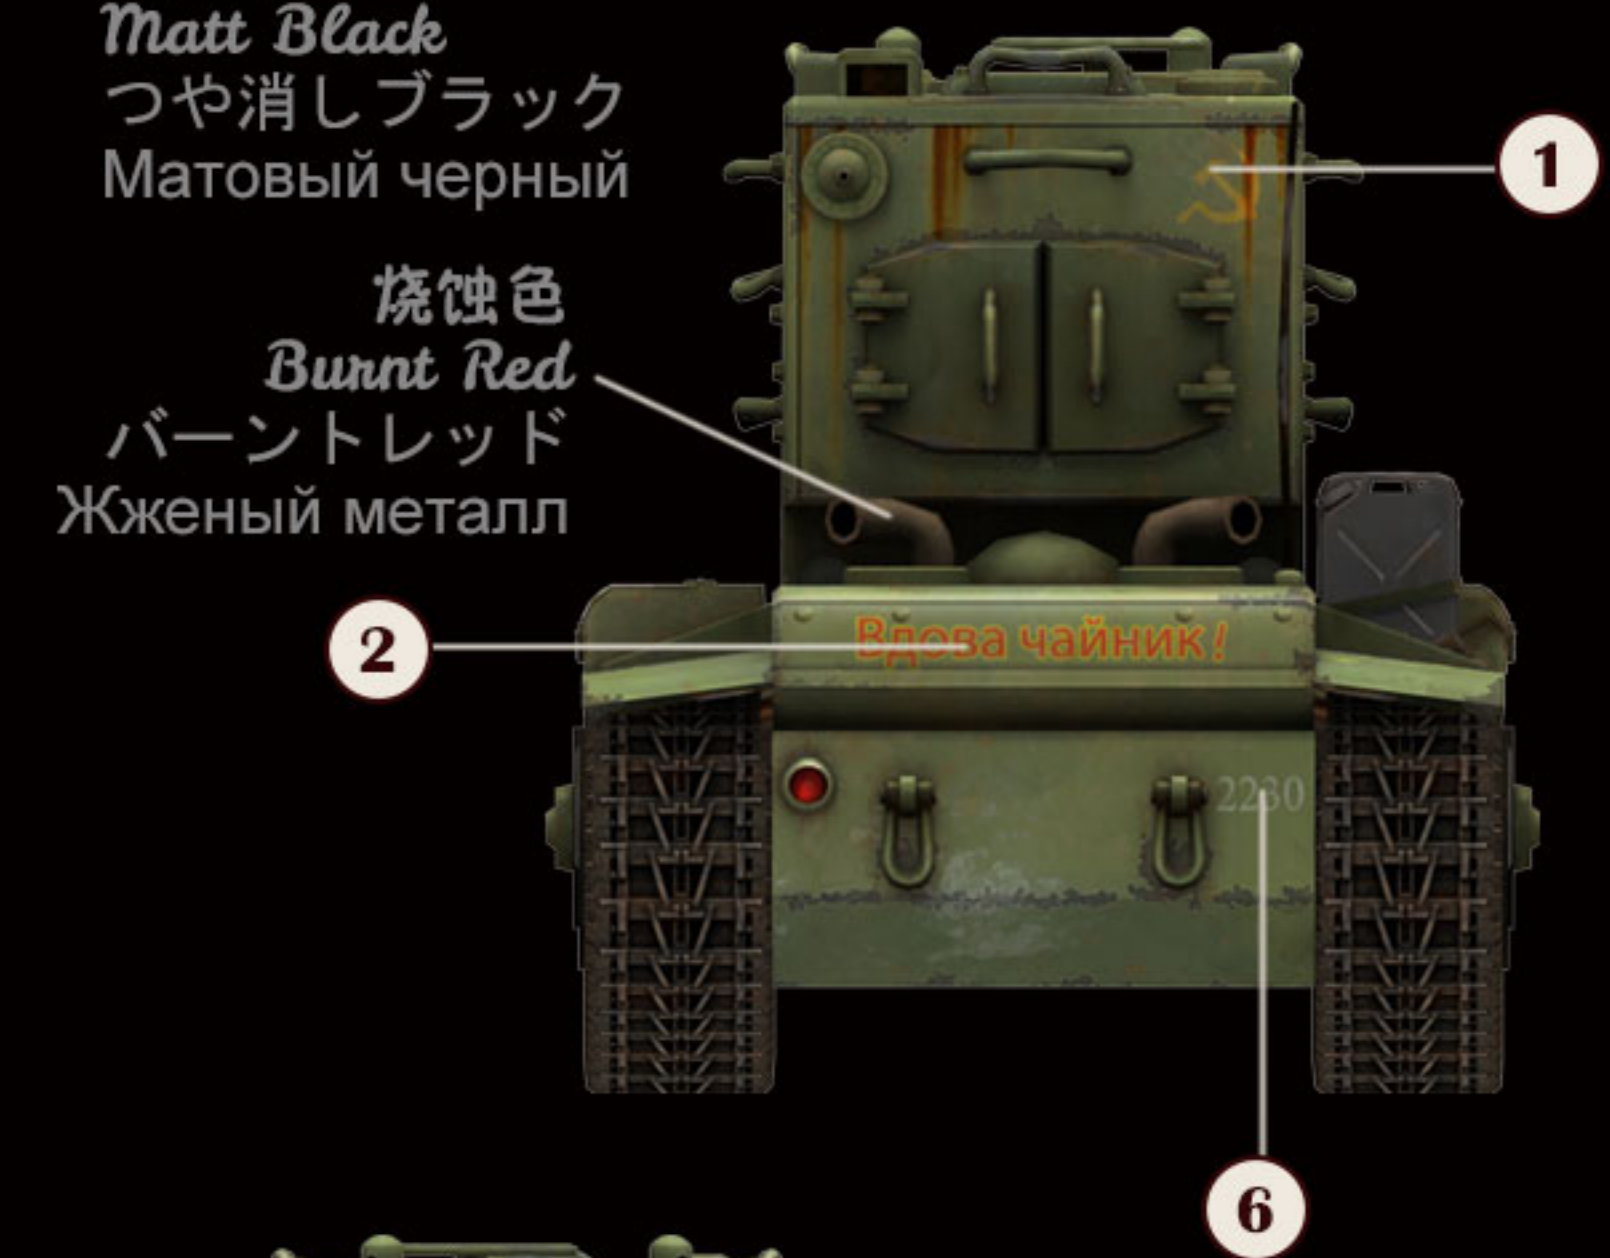 Matt Black
つや消しブラック
Матовый черный
1
烧蚀色
Burnt Red
バーントレッド
Жженый металл
2
Вдова чайник!
2230
6